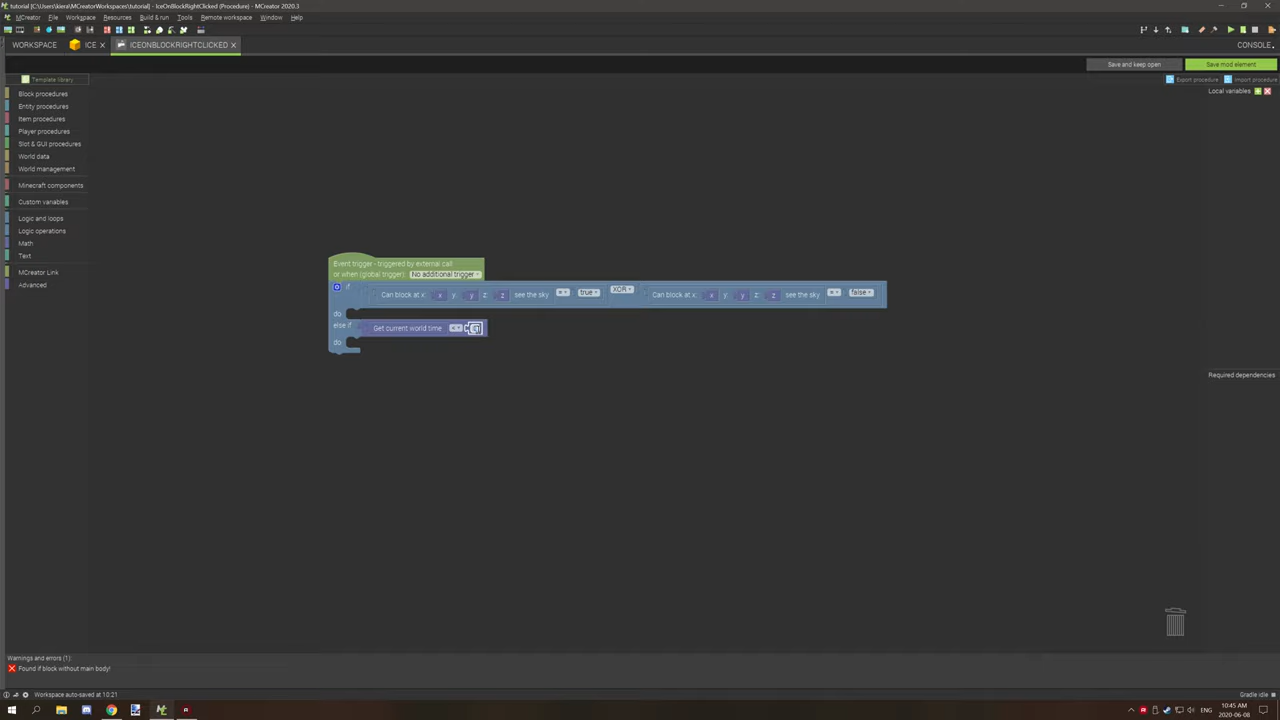 tutorial [C:\Users\kiera\MCreatorWorkspaces\tutorial] - IceOnBlockRightClicked (Procedure) - MCreator 2020.3
MCreator File Workspace Resources Build & run Tools Remote workspace Window Help
WORKSPACE ICE × ICEONBLOCKRIGHTCLICKED × CONSOLE
Save and keep open Save mod element
Template library Export procedure Import procedure
Local variables
Block procedures
Entity procedures
Item procedures
Player procedures
Slot & GUI procedures
World data
World management
Minecraft components
Custom variables
Logic and loops
Logic operations
Math
Text
MCreator Link
Advanced
Event trigger - triggered by external call
or when (global trigger): No additional trigger
if Can block at x: x y: y z: z see the sky = true XOR Can block at x: x y: y z: z see the sky = false
do
else if Get current world time
do
Required dependencies
Warnings and errors (1):
Found if block without main body!
Workspace auto-saved at 10:21 Gradle idle
ENG 10:45 AM
2020-06-08